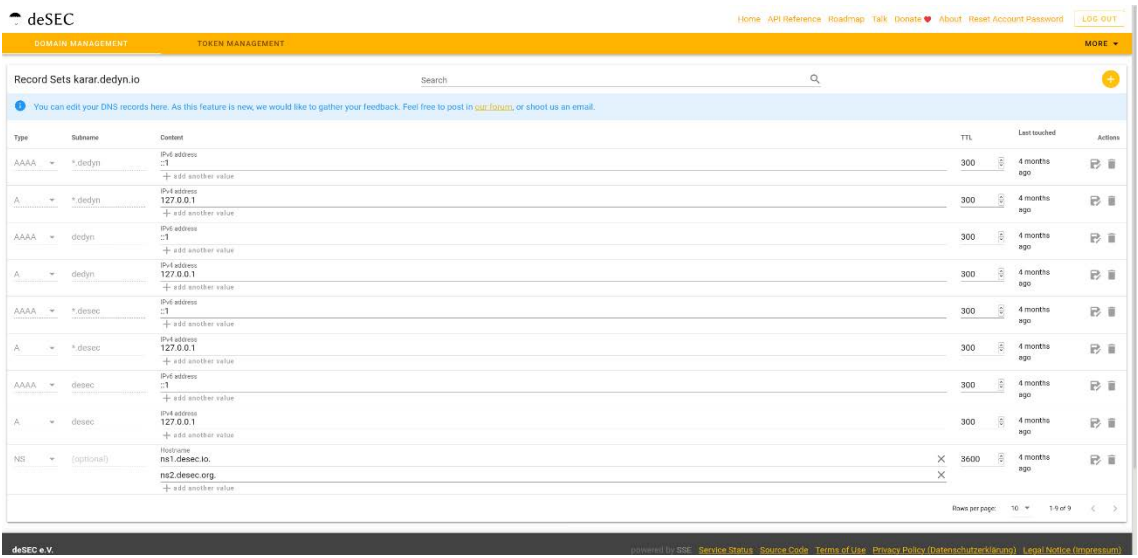 deSEC
Home API Reference Roadmap Talk Donate About Reset Account Password LOG OUT
DOMAIN MANAGEMENT TOKEN MANAGEMENT MORE
Record Sets karar.dedyn.io Search
You can edit your DNS records here. As this feature is new, we would like to gather your feedback. Feel free to post in our forum, or shoot us an email.
Type Subname Content TTL Last touched Actions
IPv6 address
AAAA *.dedyn ::1 300 4 months ago
+ add another value
IPv4 address
A *.dedyn 127.0.0.1 300 4 months ago
+ add another value
IPv6 address
AAAA dedyn ::1 300 4 months ago
+ add another value
IPv4 address
A dedyn 127.0.0.1 300 4 months ago
+ add another value
IPv6 address
AAAA *.desec ::1 300 4 months ago
+ add another value
IPv4 address
A *.desec 127.0.0.1 300 4 months ago
+ add another value
IPv6 address
AAAA desec ::1 300 4 months ago
+ add another value
IPv4 address
A desec 127.0.0.1 300 4 months ago
+ add another value
Hostname
NS (optional) ns1.desec.io. 3600 4 months ago
ns2.desec.org.
+ add another value
Rows per page: 10 1-9 of 9
deSEC e.V. powered by SSE Service Status Source Code Terms of Use Privacy Policy (Datenschutzerklärung) Legal Notice (Impressum)